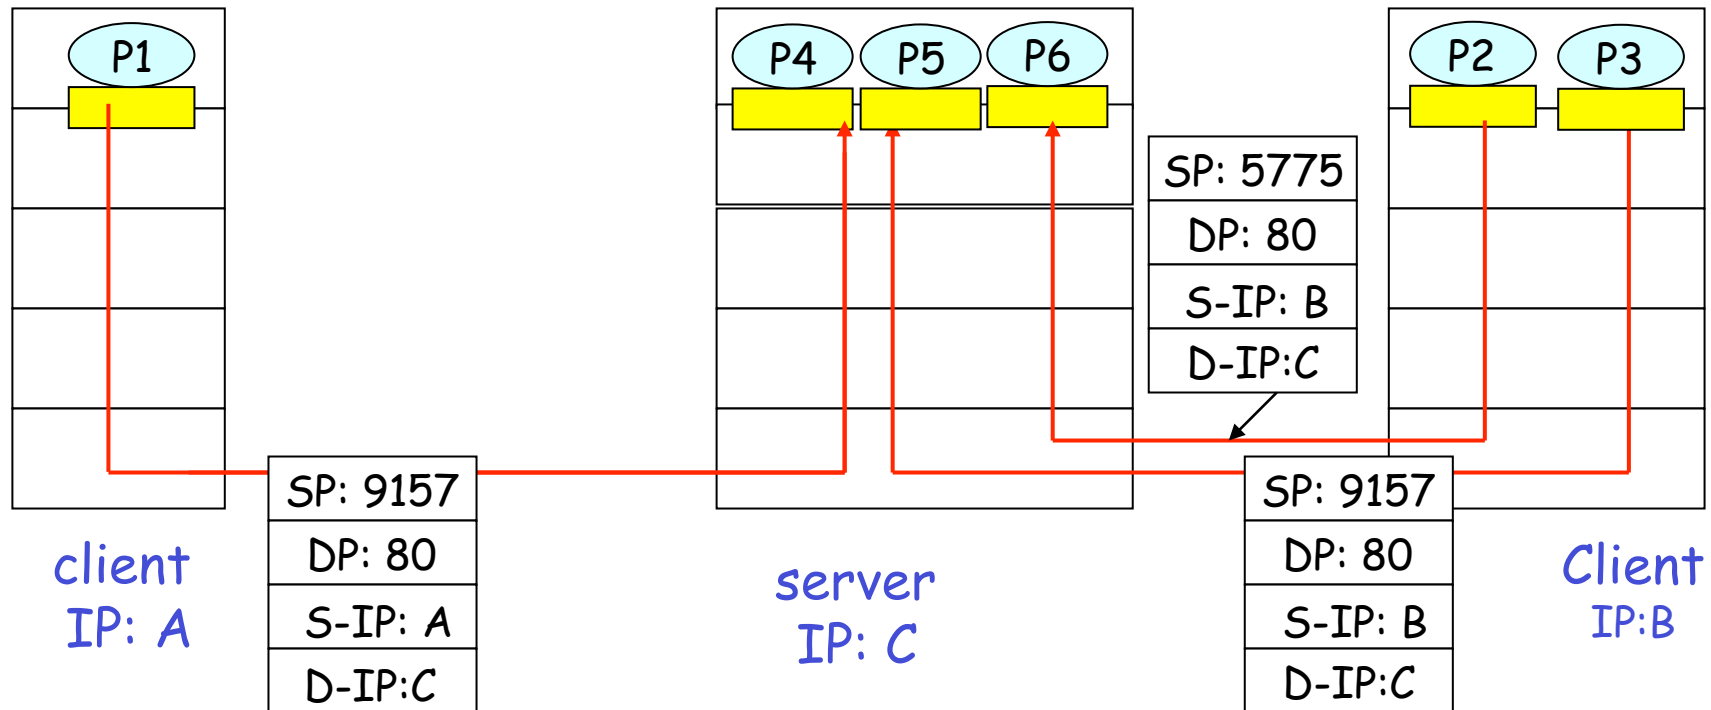 P1
P4
P5
P6
P2
P3
SP: 5775
DP: 80
S-IP: B
D-IP:C
SP: 9157
DP: 80
S-IP: A
D-IP:C
SP: 9157
DP: 80
S-IP: B
D-IP:C
client
IP: A
server
IP: C
Client
IP:B